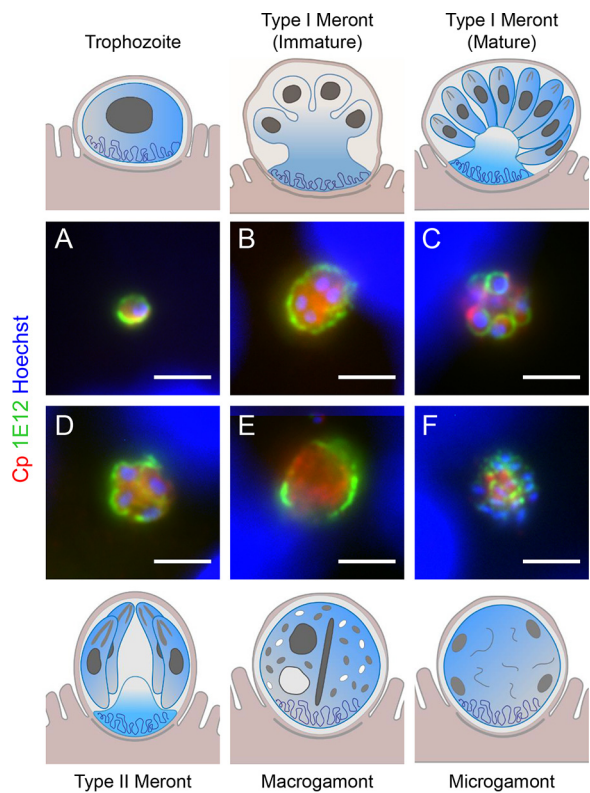 Trophozoite
Type I Meront
(Immature)
Type I Meront
(Mature)
A
B
C
Cp 1E12 Hoechst
D
E
F
Type II Meront
Macrogamont
Microgamont